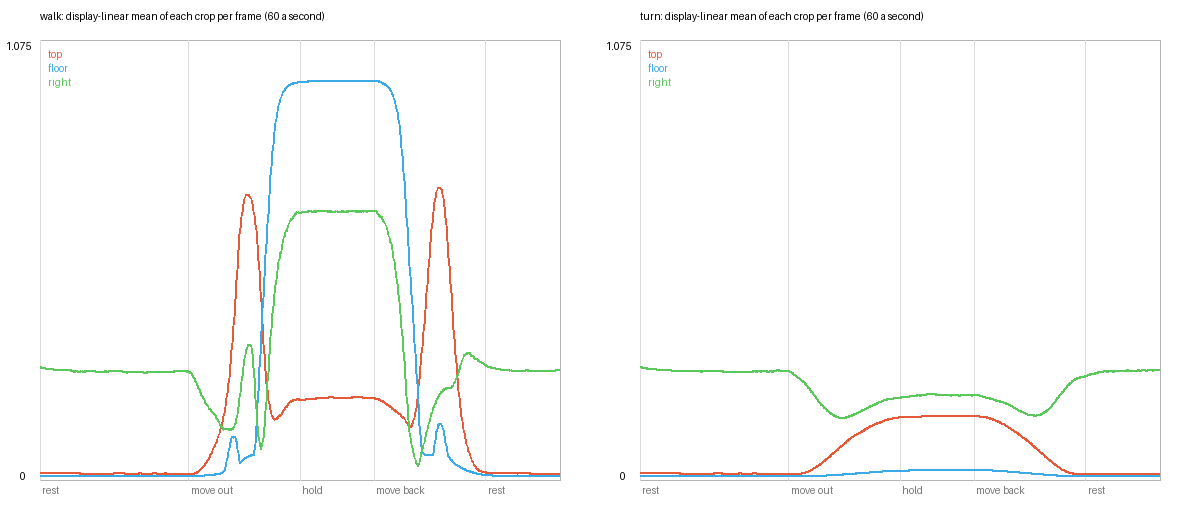 walk: display-linear mean of each crop per frame (60 a second)
1.075
top
floor
right
0
rest move out hold move back rest
turn: display-linear mean of each crop per frame (60 a second)
1.075
top
floor
right
0
rest move out hold move back rest